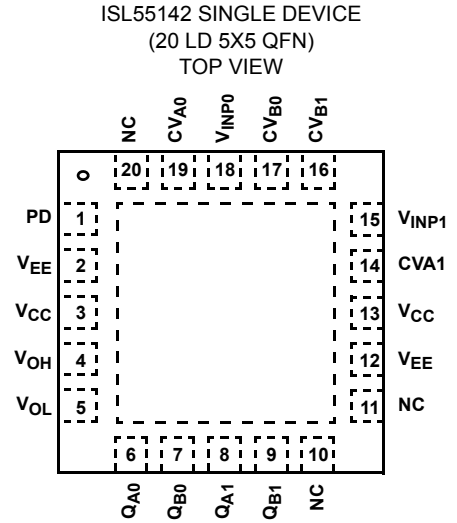 ISL55142 SINGLE DEVICE
(20 LD 5X5 QFN)
TOP VIEW
NC
CVA0
VINP0
CVB0
CVB1
20 19 18 17 16
PD 1
VEE 2
VCC 3
VOH 4
VOL 5
15 VINP1
14 CVA1
13 VCC
12 VEE
11 NC
6 7 8 9 10
QA0
QB0
QA1
QB1
NC